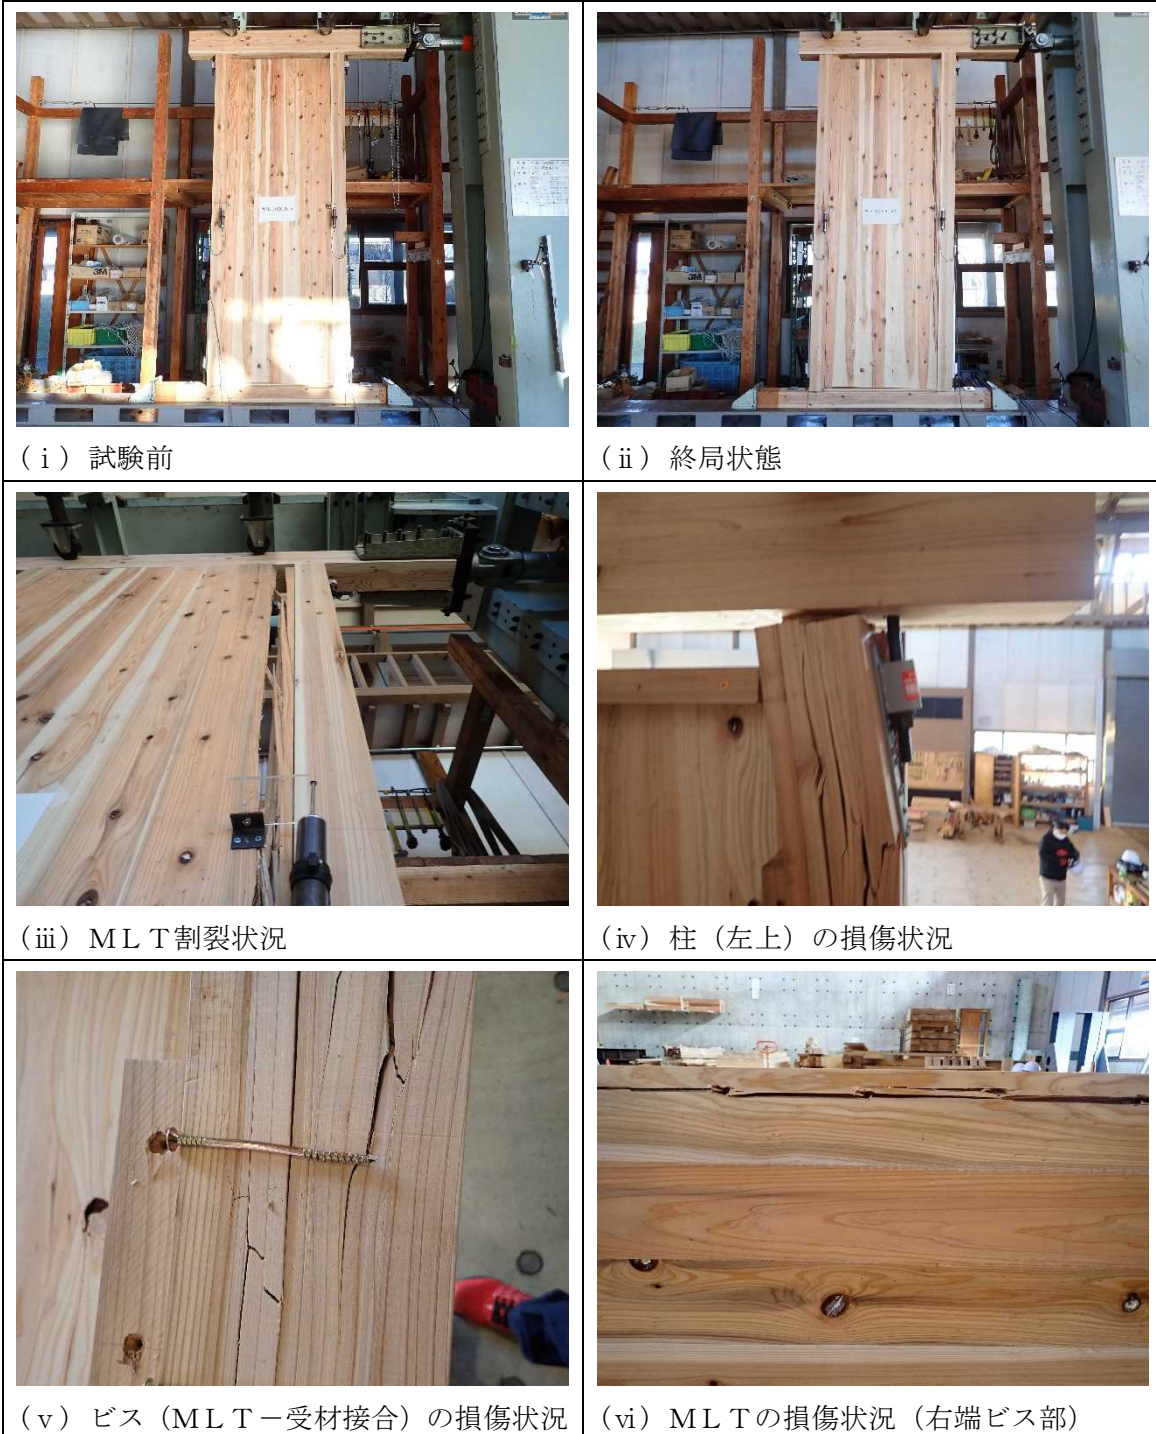 （ⅰ）試験前
（ⅱ）終局状態
（ⅲ）ＭＬＴ割裂状況
（ⅳ）柱（左上）の損傷状況
（ⅴ）ビス（ＭＬＴ－受材接合）の損傷状況
（ⅵ）ＭＬＴの損傷状況（右端ビス部）
3M
3M